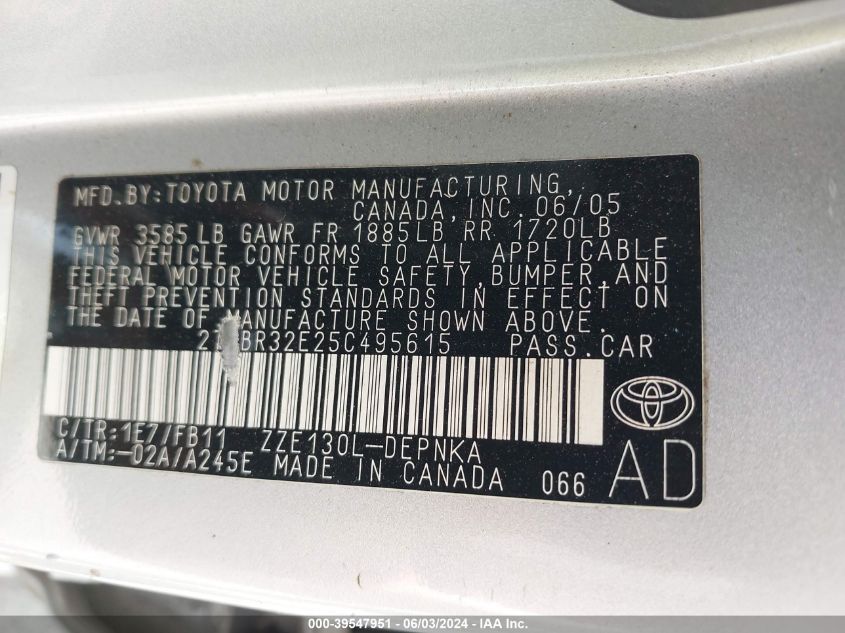 MFD.BY:TOYOTA MOTOR MANUFACTURING,
CANADA, INC. 06/05
GVWR 3585LB GAWR FR 1885LB RR 1720LB
THIS VEHICLE CONFORMS TO ALL APPLICABLE
FEDERAL MOTOR VEHICLE SAFETY, BUMPER, AND
THEFT PREVENTION STANDARDS IN EFFECT ON
THE DATE OF MANUFACTURE SHOWN ABOVE.
PASS.CAR
C/TR:1E7/FB11 ZZE130L-DEPNKA
A/TM:-02A/A245E MADE IN CANADA 066 AD
000-39547951 - 06/03/2024 - IAA Inc.